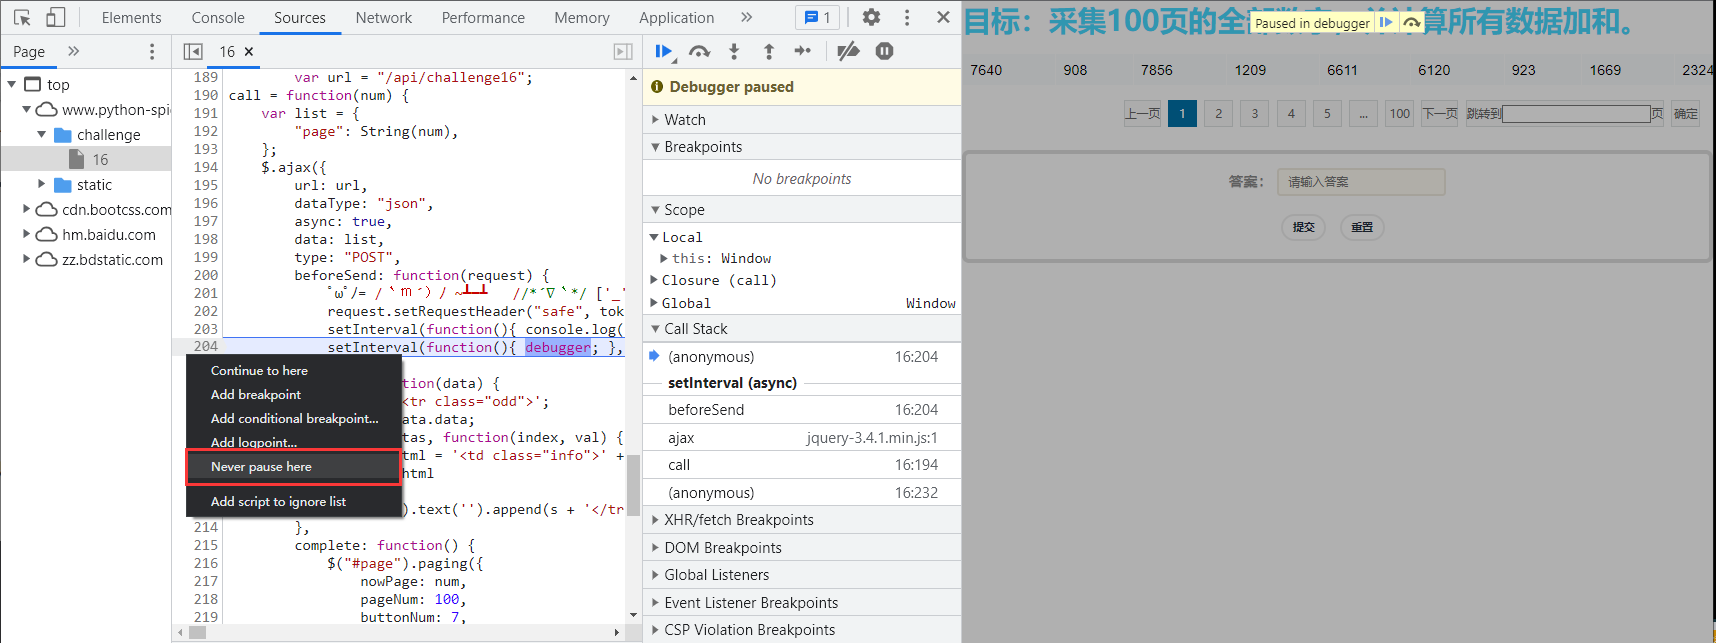 Elements Console Sources Network Performance Memory Application » 1
Page » 16 ×
top
www.python-spi
challenge
16
static
cdn.bootcss.com
hm.baidu.com
zz.bdstatic.com
189 var url = "/api/challenge16";
190 call = function(num) {
191 var list = {
192 "page": String(num),
193 };
194 $.ajax({
195 url: url,
196 dataType: "json",
197 async: true,
198 data: list,
199 type: "POST",
200 beforeSend: function(request) {
201 ﾟωﾟ/= /｀ｍ´）/ ~┻━┻ //*´∇｀*/ ['_'
202 request.setRequestHeader("safe", tok
203 setInterval(function(){ console.log(
204 setInterval(function(){ debugger; },
tion(data) {
<tr class="odd">';
ata.data;
tas, function(index, val) {
tml = '<td class="info">' +
html
).text('').append(s + '</tr
214 },
215 complete: function() {
216 $("#page").paging({
217 nowPage: num,
218 pageNum: 100,
219 buttonNum: 7,
Continue to here
Add breakpoint
Add conditional breakpoint...
Add logpoint...
Never pause here
Add script to ignore list
Debugger paused
Watch
Breakpoints
No breakpoints
Scope
Local
this: Window
Closure (call)
Global Window
Call Stack
(anonymous) 16:204
setInterval (async)
beforeSend 16:204
ajax jquery-3.4.1.min.js:1
call 16:194
(anonymous) 16:232
XHR/fetch Breakpoints
DOM Breakpoints
Global Listeners
Event Listener Breakpoints
CSP Violation Breakpoints
目标：采集100页的全部数字，并计算所有数据加和。
Paused in debugger
7640 908 7856 1209 6611 6120 923 1669 2324
上一页 1 2 3 4 5 ... 100 下一页 跳转到 页 确定
答案： 请输入答案
提交 重置